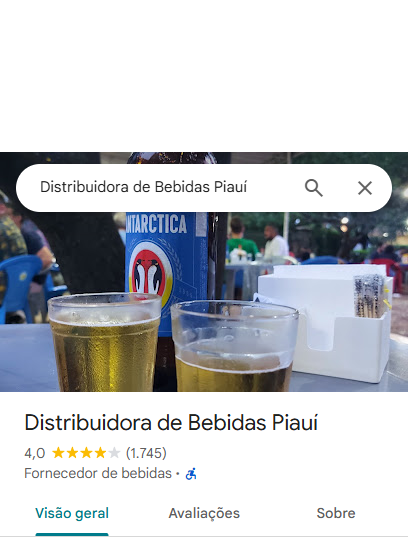 Distribuidora de Bebidas Piauí
ANTARCTICA
Distribuidora de Bebidas Piauí
4,0 (1.745)
Fornecedor de bebidas ·
Visão geral
Avaliações
Sobre